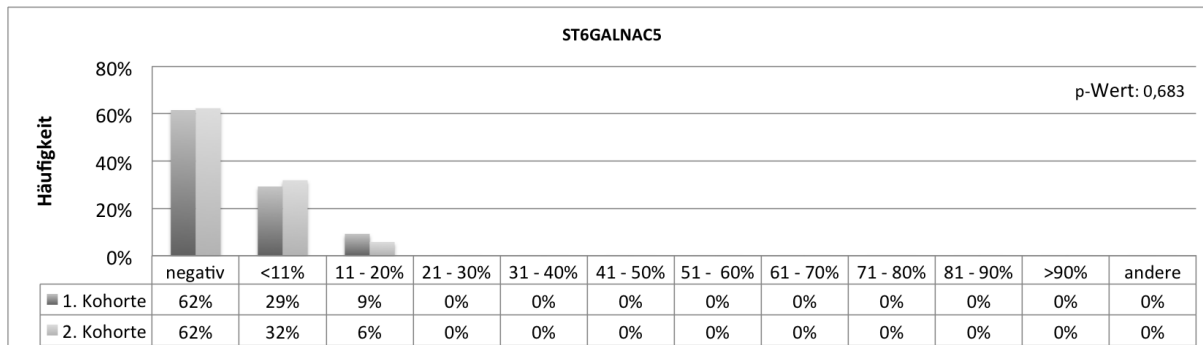 ST6GALNAC5
80%
p-Wert: 0,683
60%
Häufigkeit
40%
20%
0%
negativ <11% 11 - 20% 21 - 30% 31 - 40% 41 - 50% 51 - 60% 61 - 70% 71 - 80% 81 - 90% >90% andere
1. Kohorte 62% 29% 9% 0% 0% 0% 0% 0% 0% 0% 0% 0%
2. Kohorte 62% 32% 6% 0% 0% 0% 0% 0% 0% 0% 0% 0%